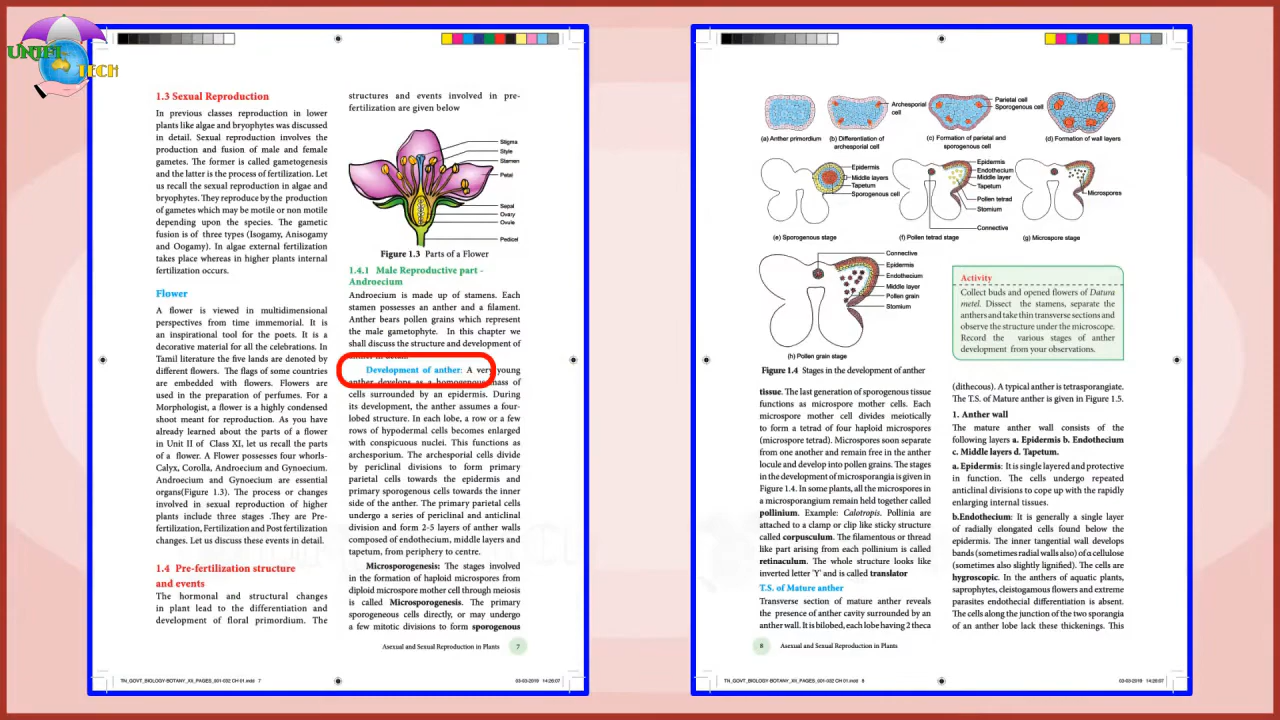 UNIFI
TECH
1.3 Sexual Reproduction
In previous classes reproduction in lower
plants like algae and bryophytes was discussed
in detail. Sexual reproduction involves the
production and fusion of male and female
gametes. The former is called gametogenesis
and the latter is the process of fertilization. Let
us recall the sexual reproduction in algae and
bryophytes. They reproduce by the production
of gametes which may be motile or non motile
depending upon the species. The gametic
fusion is of three types (Isogamy, Anisogamy
and Oogamy). In algae external fertilization
takes place whereas in higher plants internal
fertilization occurs.
Flower
A flower is viewed in multidimensional
perspectives from time immemorial. It is
an inspirational tool for the poets. It is a
decorative material for all the celebrations. In
Tamil literature the five lands are denoted by
different flowers. The flags of some countries
are embedded with flowers. Flowers are
used in the preparation of perfumes. For a
Morphologist, a flower is a highly condensed
shoot meant for reproduction. As you have
already learned about the parts of a flower
in Unit II of Class XI, let us recall the parts
of a flower. A Flower possesses four whorls-
Calyx, Corolla, Androecium and Gynoecium.
Androecium and Gynoecium are essential
organs(Figure 1.3). The process or changes
involved in sexual reproduction of higher
plants include three stages .They are Pre-
fertilization, Fertilization and Post fertilization
changes. Let us discuss these events in detail.
1.4 Pre-fertilization structure
and events
The hormonal and structural changes
in plant lead to the differentiation and
development of floral primordium. The
structures and events involved in pre-
fertilization are given below
Stigma
Style
Stamen
Petal
Sepal
Ovary
Ovule
Pedicel
Figure 1.3 Parts of a Flower
1.4.1 Male Reproductive part -
Androecium
Androecium is made up of stamens. Each
stamen possesses an anther and a filament.
Anther bears pollen grains which represent
the male gametophyte. In this chapter we
shall discuss the structure and development of
Development of anther: A very young
anther develops as a homogenous mass of
cells surrounded by an epidermis. During
its development, the anther assumes a four-
lobed structure. In each lobe, a row or a few
rows of hypodermal cells becomes enlarged
with conspicuous nuclei. This functions as
archesporium. The archesporial cells divide
by periclinal divisions to form primary
parietal cells towards the epidermis and
primary sporogenous cells towards the inner
side of the anther. The primary parietal cells
undergo a series of periclinal and anticlinal
division and form 2-5 layers of anther walls
composed of endothecium, middle layers and
tapetum, from periphery to centre.
Microsporogenesis: The stages involved
in the formation of haploid microspores from
diploid microspore mother cell through meiosis
is called Microsporogenesis. The primary
sporogeneous cells directly, or may undergo
a few mitotic divisions to form sporogenous
Asexual and Sexual Reproduction in Plants 7
TN_GOVT_BIOLOGY-BOTANY_XII_PAGES_001-032 CH 01.indd 7 03-03-2019 14:26:07
Archesporial
cell
Parietal cell
Sporogenous cell
(a) Anther primordium
(b) Differentiation of
archesporial cell
(c) Formation of parietal and
sporogenous cell
(d) Formation of wall layers
Epidermis
Middle layers
Tapetum
Sporogenous cell
Epidermis
Endothecium
Middle layer
Tapetum
Pollen tetrad
Stomium
Connective
Microspores
(e) Sporogenous stage
(f) Pollen tetrad stage
(g) Microspore stage
Connective
Epidermis
Endothecium
Middle layer
Pollen grain
Stomium
(h) Pollen grain stage
Figure 1.4 Stages in the development of anther
Activity
Collect buds and opened flowers of Datura
metel. Dissect the stamens, separate the
anthers and take thin transverse sections and
observe the structure under the microscope.
Record the various stages of anther
development from your observations.
tissue. The last generation of sporogenous tissue
functions as microspore mother cells. Each
microspore mother cell divides meiotically
to form a tetrad of four haploid microspores
(microspore tetrad). Microspores soon separate
from one another and remain free in the anther
locule and develop into pollen grains. The stages
in the development of microsporangia is given in
Figure 1.4. In some plants, all the microspores in
a microsporangium remain held together called
pollinium. Example: Calotropis. Pollinia are
attached to a clamp or clip like sticky structure
called corpusculum. The filamentous or thread
like part arising from each pollinium is called
retinaculum. The whole structure looks like
inverted letter 'Y' and is called translator
T.S. of Mature anther
Transverse section of mature anther reveals
the presence of anther cavity surrounded by an
anther wall. It is bilobed, each lobe having 2 theca
(dithecous). A typical anther is tetrasporangiate.
The T.S. of Mature anther is given in Figure 1.5.
1. Anther wall
The mature anther wall consists of the
following layers a. Epidermis b. Endothecium
c. Middle layers d. Tapetum.
a. Epidermis: It is single layered and protective
in function. The cells undergo repeated
anticlinal divisions to cope up with the rapidly
enlarging internal tissues.
b.Endothecium: It is generally a single layer
of radially elongated cells found below the
epidermis. The inner tangential wall develops
bands (sometimes radial walls also) of a cellulose
(sometimes also slightly lignified). The cells are
hygroscopic. In the anthers of aquatic plants,
saprophytes, cleistogamous flowers and extreme
parasites endothecial differentiation is absent.
The cells along the junction of the two sporangia
of an anther lobe lack these thickenings. This
8 Asexual and Sexual Reproduction in Plants
TN_GOVT_BIOLOGY-BOTANY_XII_PAGES_001-032 CH 01.indd 8 03-03-2019 14:26:07